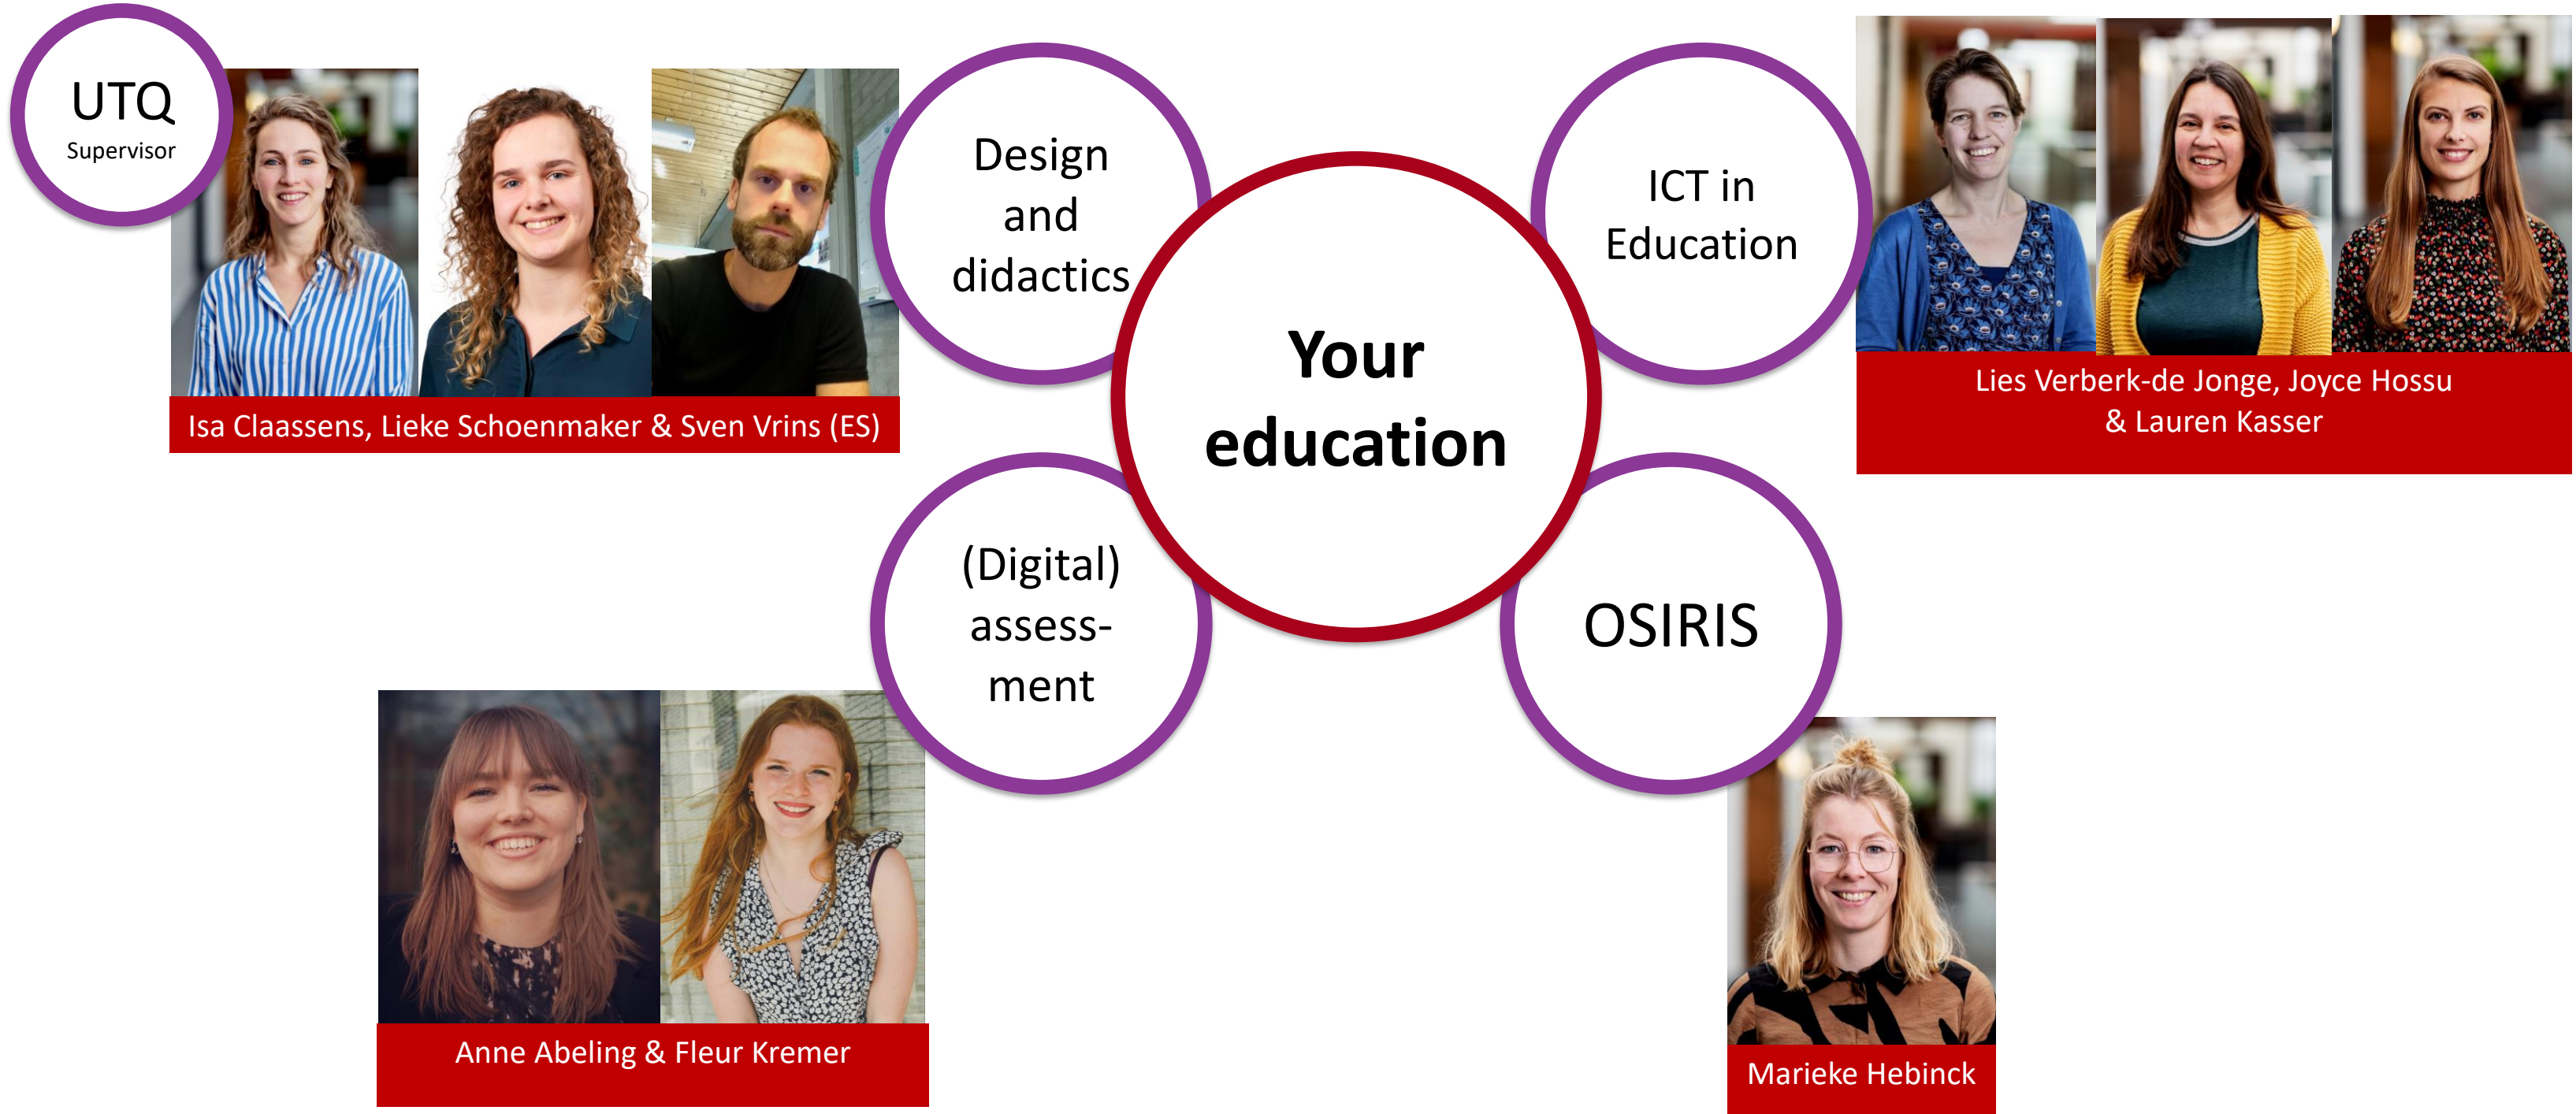 UTQ
Supervisor
Isa Claassens, Lieke Schoenmaker & Sven Vrins (ES)
Design
and
didactics
Your
education
ICT in
Education
Lies Verberk-de Jonge, Joyce Hossu
& Lauren Kasser
(Digital)
assess-
ment
Anne Abeling & Fleur Kremer
OSIRIS
Marieke Hebinck